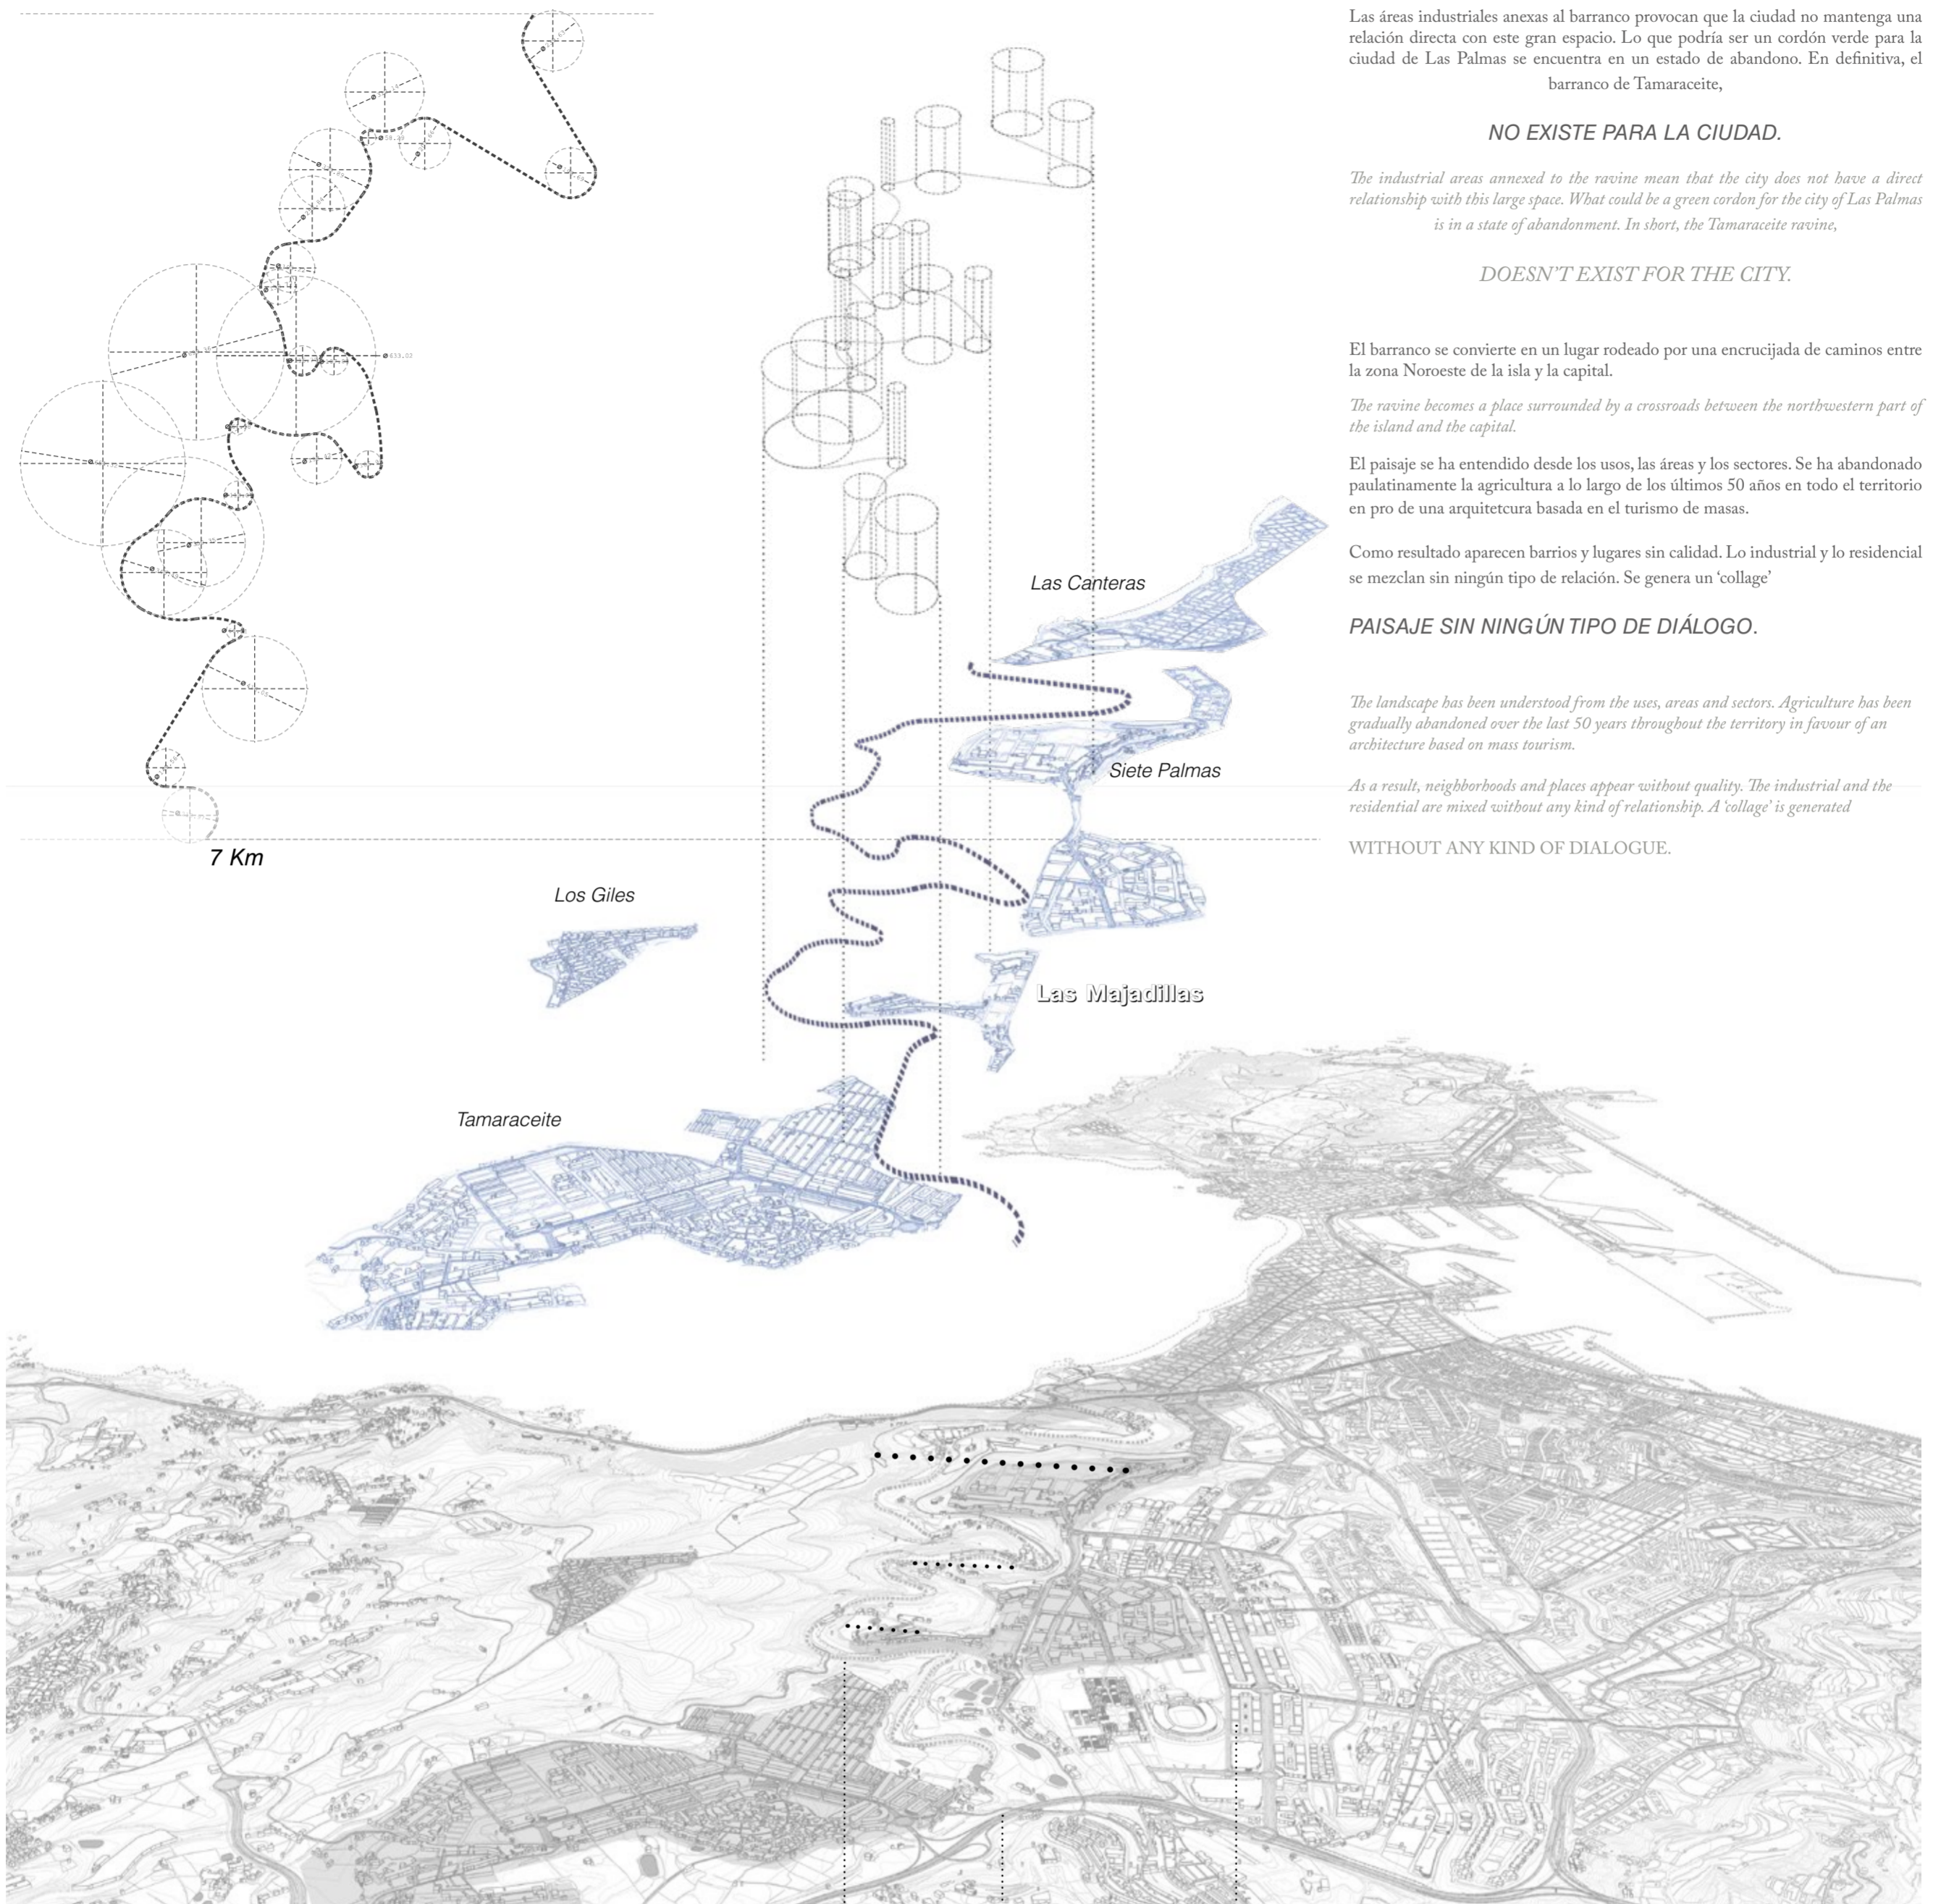 Las áreas industriales anexas al barranco provocan que la ciudad no mantenga una
relación directa con este gran espacio. Lo que podría ser un cordón verde para la
ciudad de Las Palmas se encuentra en un estado de abandono. En definitiva, el
barranco de Tamaraceite,
NO EXISTE PARA LA CIUDAD.
The industrial areas annexed to the ravine mean that the city does not have a direct
relationship with this large space. What could be a green cordon for the city of Las Palmas
is in a state of abandonment. In short, the Tamaraceite ravine,
DOESN'T EXIST FOR THE CITY.
El barranco se convierte en un lugar rodeado por una encrucijada de caminos entre
la zona Noroeste de la isla y la capital.
The ravine becomes a place surrounded by a crossroads between the northwestern part of
the island and the capital.
El paisaje se ha entendido desde los usos, las áreas y los sectores. Se ha abandonado
paulatinamente la agricultura a lo largo de los últimos 50 años en todo el territorio
en pro de una arquitetcura basada en el turismo de masas.
Como resultado aparecen barrios y lugares sin calidad. Lo industrial y lo residencial
se mezclan sin ningún tipo de relación. Se genera un ‘collage’
PAISAJE SIN NINGÚN TIPO DE DIÁLOGO.
The landscape has been understood from the uses, areas and sectors. Agriculture has been
gradually abandoned over the last 50 years throughout the territory in favour of an
architecture based on mass tourism.
As a result, neighborhoods and places appear without quality. The industrial and the
residential are mixed without any kind of relationship. A ‘collage’ is generated
WITHOUT ANY KIND OF DIALOGUE.
Las Canteras
Siete Palmas
7 Km
Los Giles
Las Majadillas
Tamaraceite